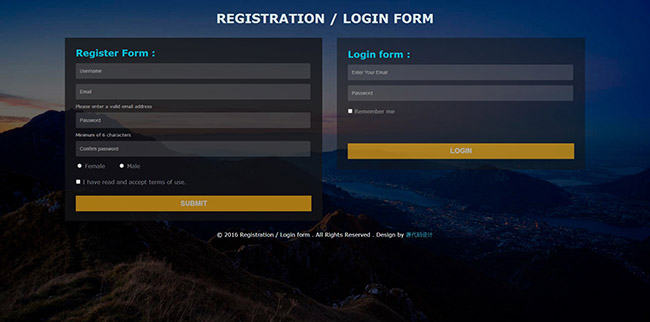 REGISTRATION / LOGIN FORM
Register Form :
Username
Email
Please enter a valid email address
Password
Minimum of 6 characters
Confirm password
Female Male
I have read and accept terms of use.
SUBMIT
Login form :
Enter Your Email
Password
Remember me
LOGIN
© 2016 Registration / Login form . All Rights Reserved . Design by 源代码设计